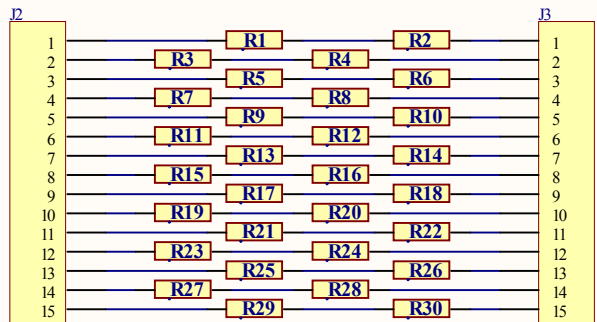 J2 J3
1 R1 R2 1
2 R3 R4 2
3 R5 R6 3
4 R7 R8 4
5 R9 R10 5
6 R11 R12 6
7 R13 R14 7
8 R15 R16 8
9 R17 R18 9
10 R19 R20 10
11 R21 R22 11
12 R23 R24 12
13 R25 R26 13
14 R27 R28 14
15 R29 R30 15